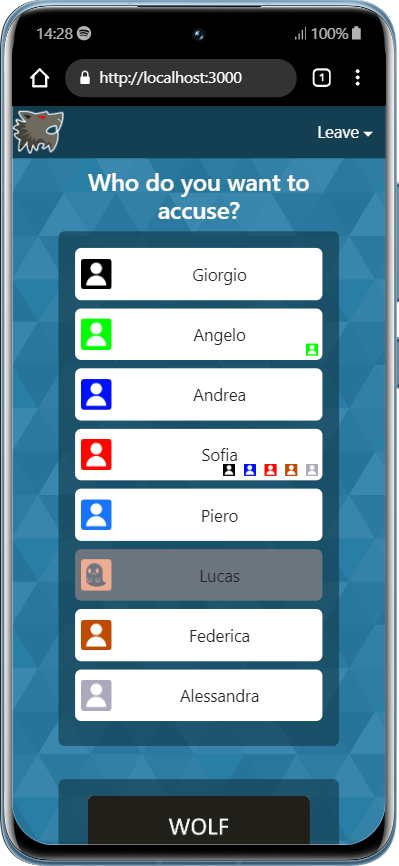 14:28 100%
http://localhost:3000 1
Leave
Who do you want to
accuse?
Giorgio
Angelo
Andrea
Sofia
Piero
Lucas
Federica
Alessandra
WOLF